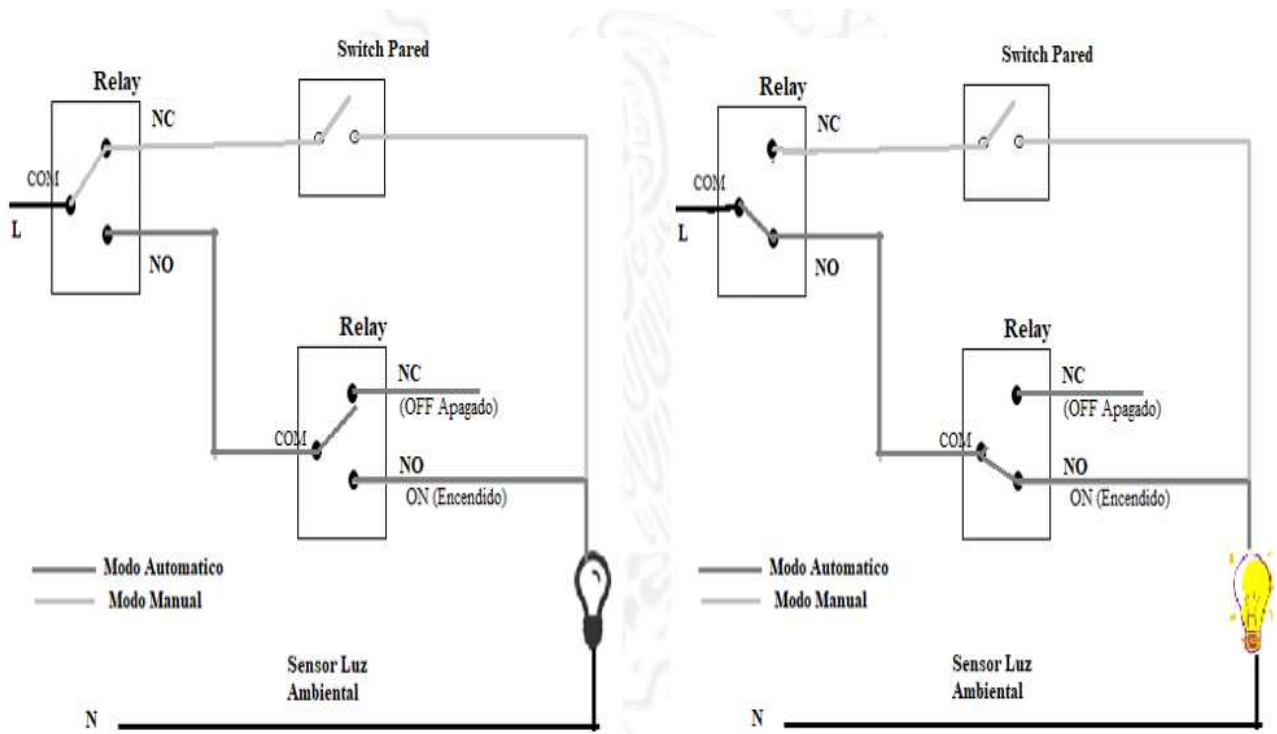 Switch Pared
Relay
NC
COM
L
NO
Relay
NC
(OFF Apagado)
COM
NO
ON (Encendido)
Modo Automatico
Modo Manual
Sensor Luz
Ambiental
N
Switch Pared
Relay
NC
COM
L
NO
Relay
NC
(OFF Apagado)
COM
NO
ON (Encendido)
Modo Automatico
Modo Manual
Sensor Luz
Ambiental
N